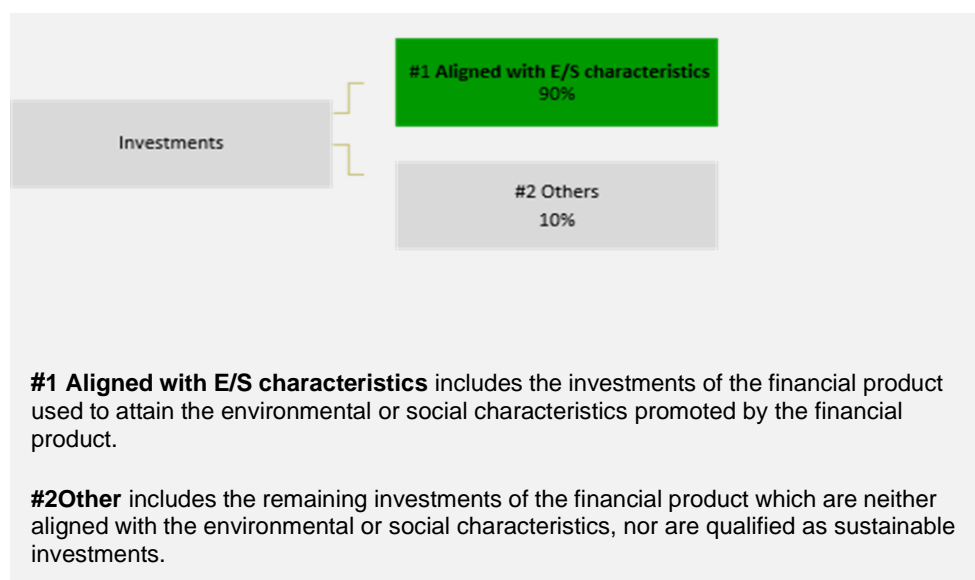 #1 Aligned with E/S characteristics
90%
Investments
#2 Others
10%
#1 Aligned with E/S characteristics includes the investments of the financial product
used to attain the environmental or social characteristics promoted by the financial
product.
#2Other includes the remaining investments of the financial product which are neither
aligned with the environmental or social characteristics, nor are qualified as sustainable
investments.